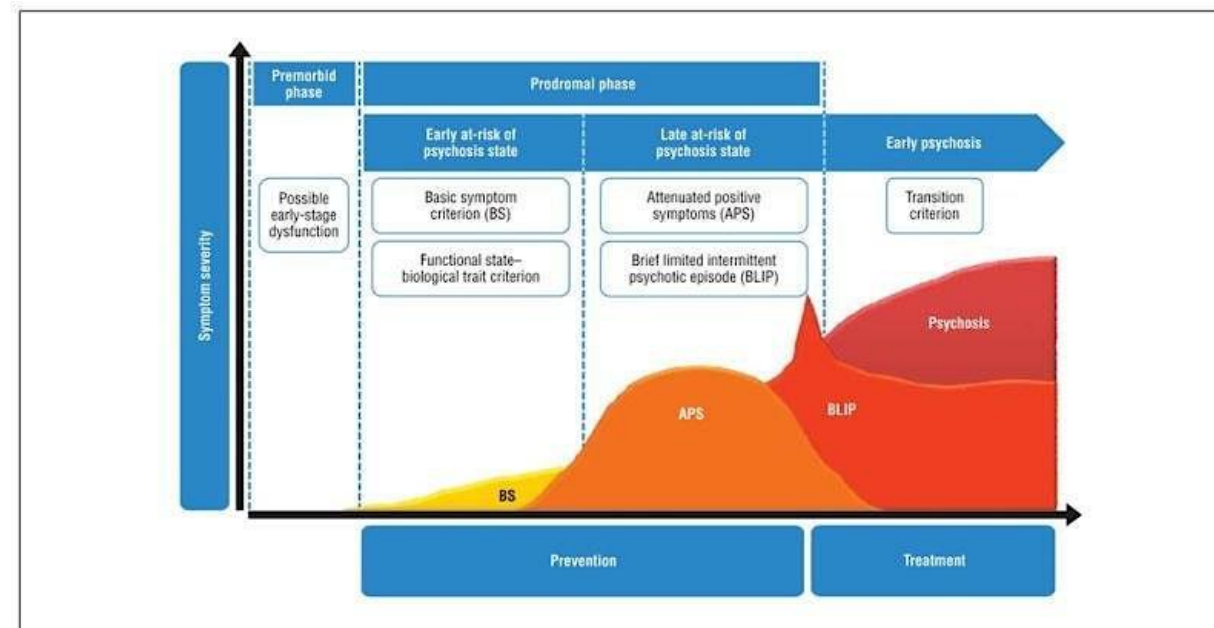 Premorbid
phase
Prodromal phase
Early at-risk of
psychosis state
Late at-risk of
psychosis state
Early psychosis
Possible
early-stage
dysfunction
Basic symptom
criterion (BS)
Functional state–
biological trait criterion
Attenuated positive
symptoms (APS)
Brief limited intermittent
psychotic episode (BLIP)
Transition
criterion
Symptom severity
Psychosis
APS
BLIP
BS
Prevention
Treatment